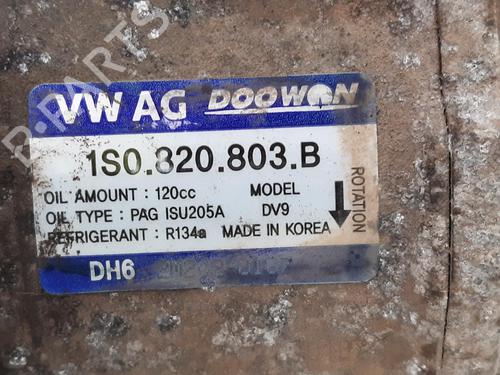 B-PARTS
VW AG DOOWON
1S0.820.803.B
OIL AMOUNT : 120cc MODEL
OIL TYPE : PAG ISU205A DV9
REFRIGERANT : R134a MADE IN KOREA
ROTATION
DH6